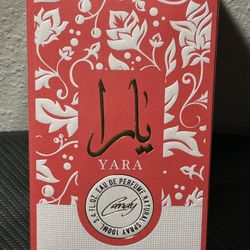 يارا
YARA
EAU DE PERFUME NATURAL SPRAY 100ML 3.4 FL.OZ.
Candy